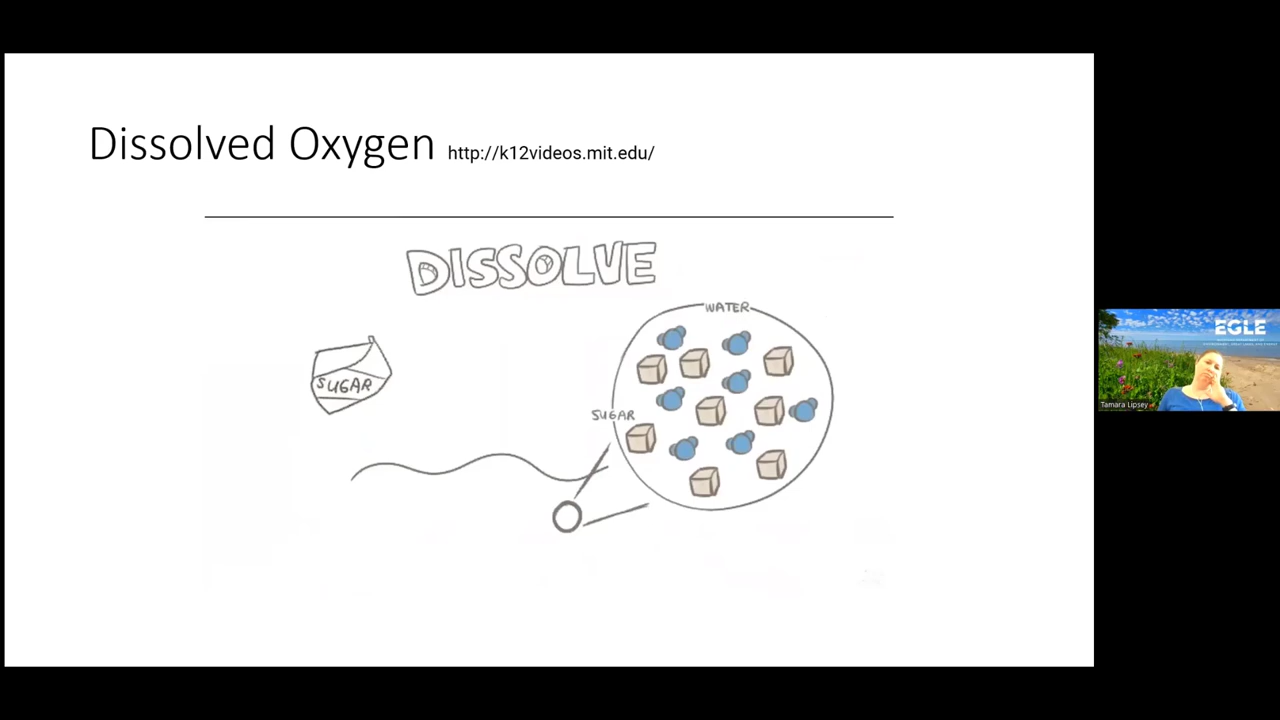 Dissolved Oxygen http://k12videos.mit.edu/
DISSOLVE
WATER
SUGAR
SUGAR
EGLE
Tamara Lipsey